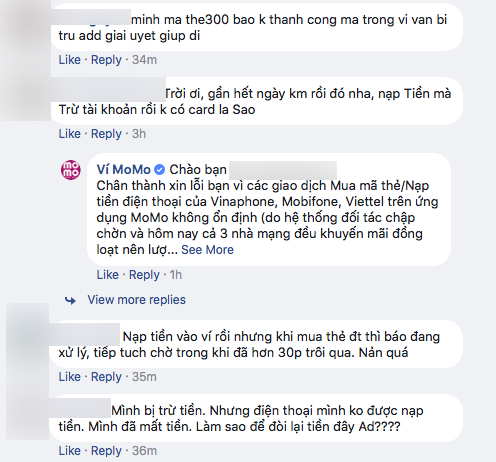 minh ma the300 bao k thanh cong ma trong vi van bi
tru add giai uyet giup di
Like · Reply · 34m
Trời ơi, gần hết ngày km rồi đó nha, nạp Tiền mà
Trừ tài khoản rồi k có card la Sao
Like · Reply · 3h
mo
mo
Ví MoMo Chào bạn
Chân thành xin lỗi bạn vì các giao dịch Mua mã thẻ/Nạp
tiền điện thoại của Vinaphone, Mobifone, Viettel trên ứng
dụng MoMo không ổn định (do hệ thống đối tác chập
chờn và hôm nay cả 3 nhà mạng đều khuyến mãi đồng
loạt nên lượ... See More
Like · Reply · 1h
View more replies
Nạp tiền vào ví rồi nhưng khi mua thẻ đt thì báo đang
xử lý, tiếp tuch chờ trong khi đã hơn 30p trôi qua. Nản quá
Like · Reply · 35m
Mình bị trừ tiền. Nhưng điện thoại mình ko được nạp
tiền. Mình đã mất tiền. Làm sao để đòi lại tiền đây Ad????
Like · Reply · 36m